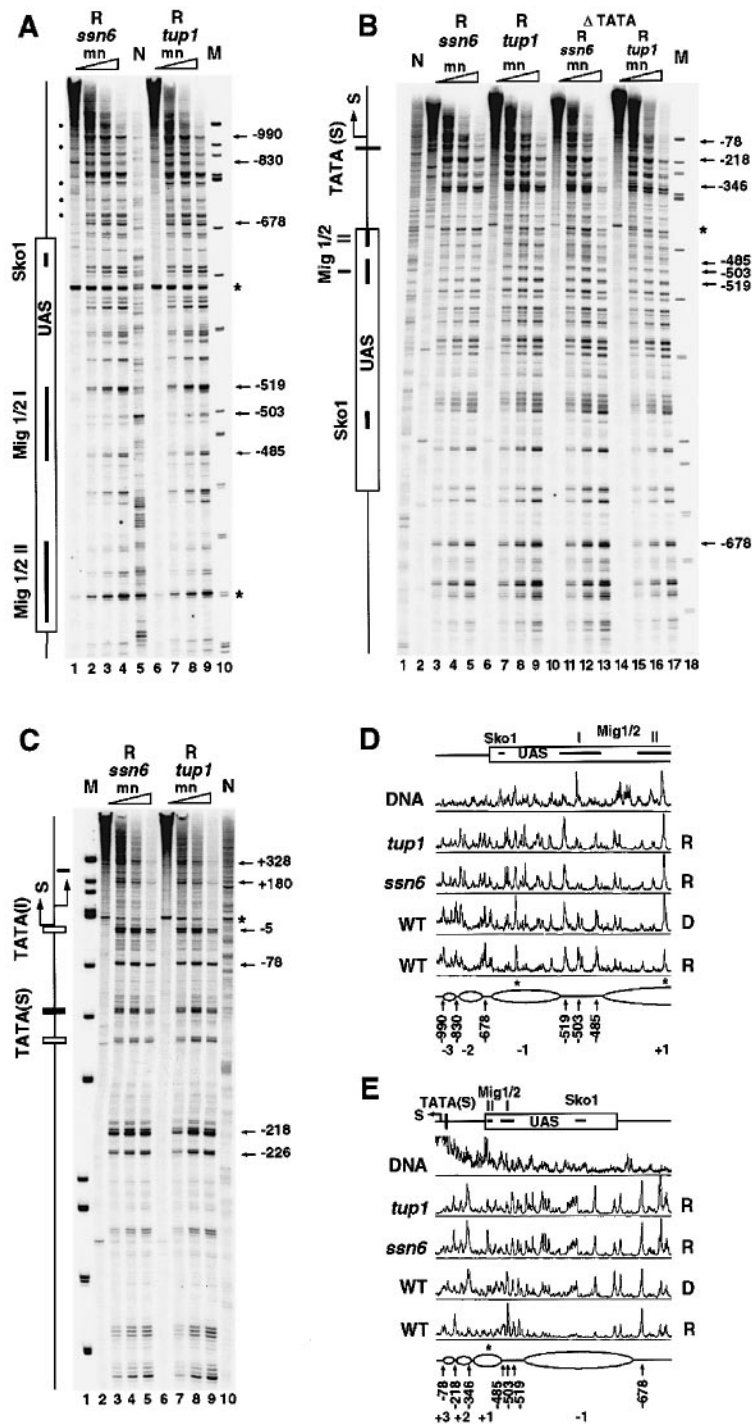 A
R
ssn6
mn
N
R
tup1
mn
M
-990
-830
-678
*
-519
-503
-485
*
Sko1
UAS
Mig 1/2 I
Mig 1/2 II
1 2 3 4 5 6 7 8 9 10
B
Δ TATA
N
R
ssn6
mn
R
tup1
mn
R
ssn6
mn
R
tup1
mn
M
S
TATA (S)
Mig 1/2
I II
UAS
Sko1
-78
-218
-346
*
-485
-503
-519
-678
1 2 3 4 5 6 7 8 9 10 11 12 13 14 15 16 17 18
C
M
R
ssn6
mn
R
tup1
mn
N
S
TATA(I)
TATA(S)
+328
+180
*
-5
-78
-218
-226
1 2 3 4 5 6 7 8 9 10
D
Sko1
Mig1/2
I
II
UAS
DNA
tup1 R
ssn6 R
WT D
WT R
* *
-990
-830
-678
-519
-503
-485
-3 -2 -1 +1
E
TATA(S)
Mig1/2
II I
Sko1
S
UAS
DNA
tup1 R
ssn6 R
WT D
WT R
*
-78
-218
-346
-485
-503
-519
-678
+3 +2 +1 -1